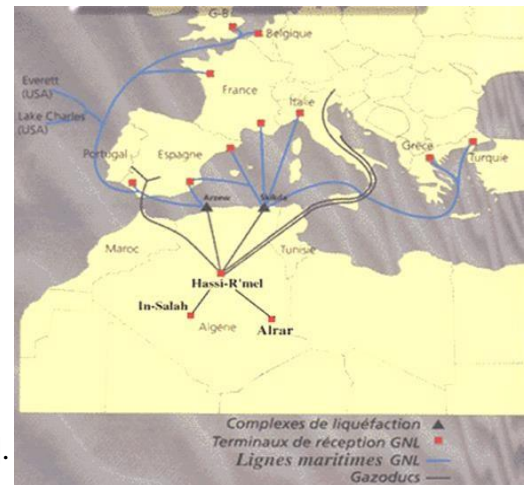 G-B
Belgique
Everett
(USA)
France
Lake Charles
(USA)
Italie
Portugal
Espagne
Grèce
Turquie
Arzew
Skikda
Maroc
Tunisie
Hassi-R'mel
In-Salah
Algérie
Alrar
Complexes de liquéfaction
Terminaux de réception GNL
Lignes maritimes GNL
Gazoducs
.